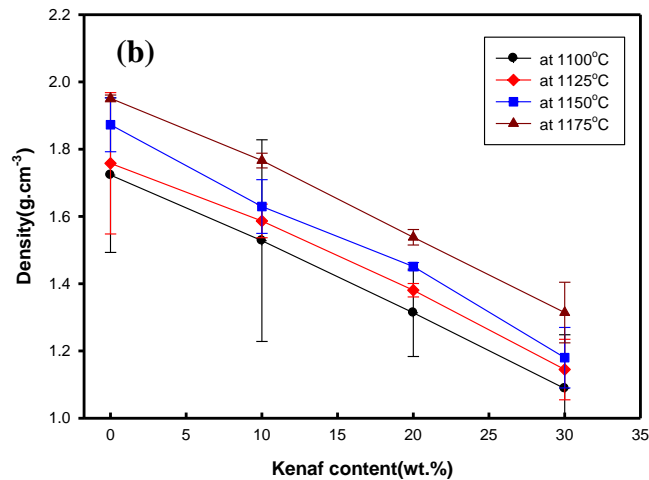 (b)
at 1100°C
at 1125°C
at 1150°C
at 1175°C
Density(g.cm-3)
2.2
2.0
1.8
1.6
1.4
1.2
1.0
0 5 10 15 20 25 30 35
Kenaf content(wt.%)